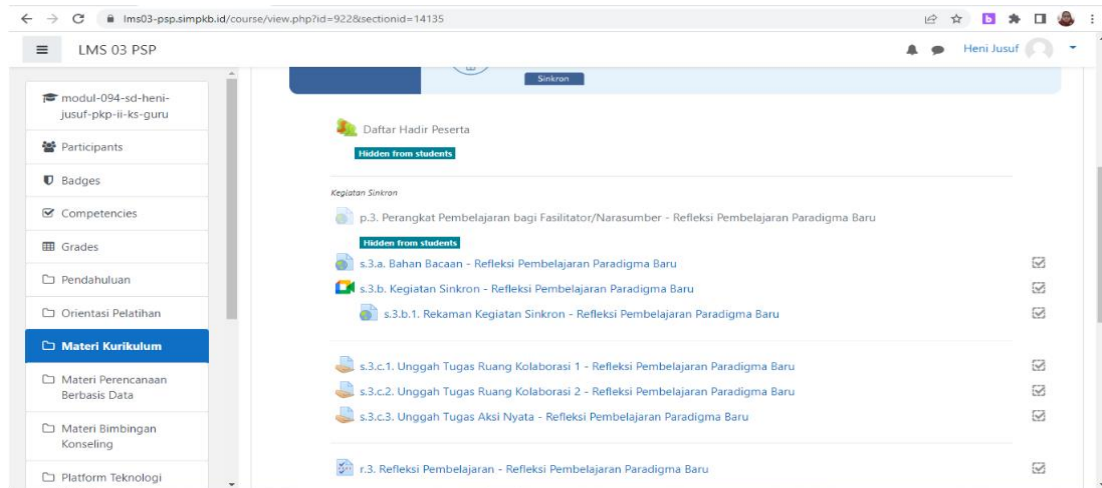 lms03-psp.simpkb.id/course/view.php?id=922&sectionid=14135
LMS 03 PSP
Heni Jusuf
modul-094-sd-heni-
jusuf-pkp-ii-ks-guru
Participants
Badges
Competencies
Grades
Pendahuluan
Orientasi Pelatihan
Materi Kurikulum
Materi Perencanaan
Berbasis Data
Materi Bimbingan
Konseling
Platform Teknologi
Sinkron
Daftar Hadir Peserta
Hidden from students
Kegiatan Sinkron
p.3. Perangkat Pembelajaran bagi Fasilitator/Narasumber - Refleksi Pembelajaran Paradigma Baru
Hidden from students
s.3.a. Bahan Bacaan - Refleksi Pembelajaran Paradigma Baru
s.3.b. Kegiatan Sinkron - Refleksi Pembelajaran Paradigma Baru
s.3.b.1. Rekaman Kegiatan Sinkron - Refleksi Pembelajaran Paradigma Baru
s.3.c.1. Unggah Tugas Ruang Kolaborasi 1 - Refleksi Pembelajaran Paradigma Baru
s.3.c.2. Unggah Tugas Ruang Kolaborasi 2 - Refleksi Pembelajaran Paradigma Baru
s.3.c.3. Unggah Tugas Aksi Nyata - Refleksi Pembelajaran Paradigma Baru
r.3. Refleksi Pembelajaran - Refleksi Pembelajaran Paradigma Baru